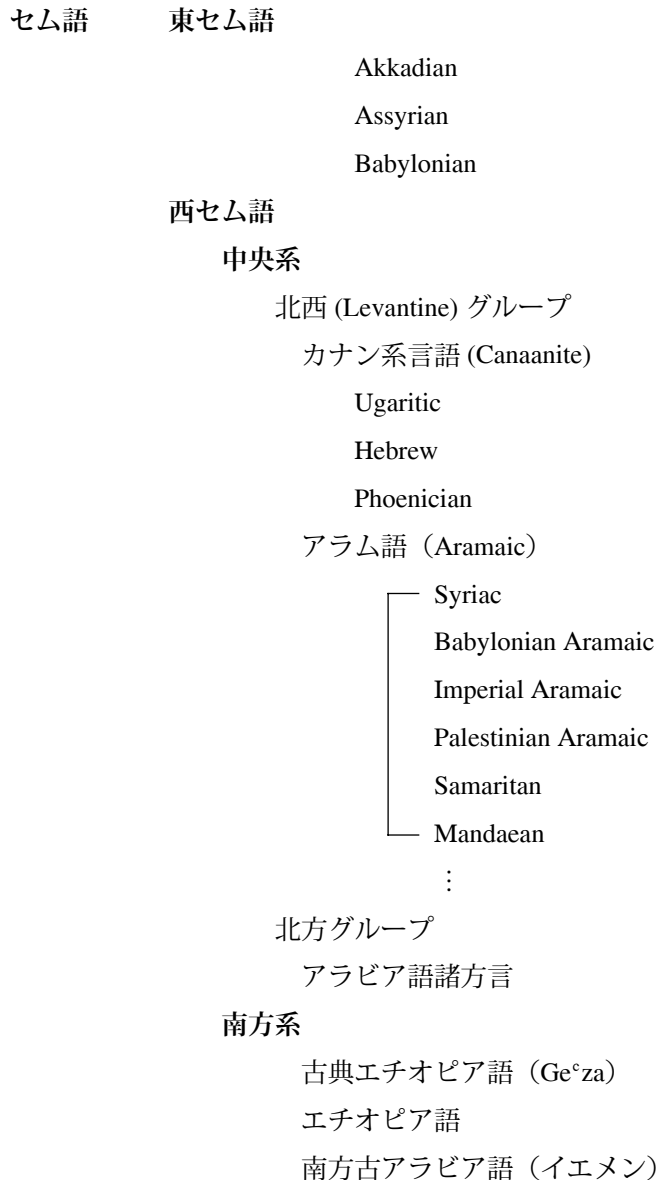 セム語 東セム語
Akkadian
Assyrian
Babylonian
西セム語
中央系
北西 (Levantine) グループ
カナン系言語 (Canaanite)
Ugaritic
Hebrew
Phoenician
アラム語（Aramaic）
Syriac
Babylonian Aramaic
Imperial Aramaic
Palestinian Aramaic
Samaritan
Mandaean
⋮
北方グループ
アラビア語諸方言
南方系
古典エチオピア語（Geʿza）
エチオピア語
南方古アラビア語（イエメン）